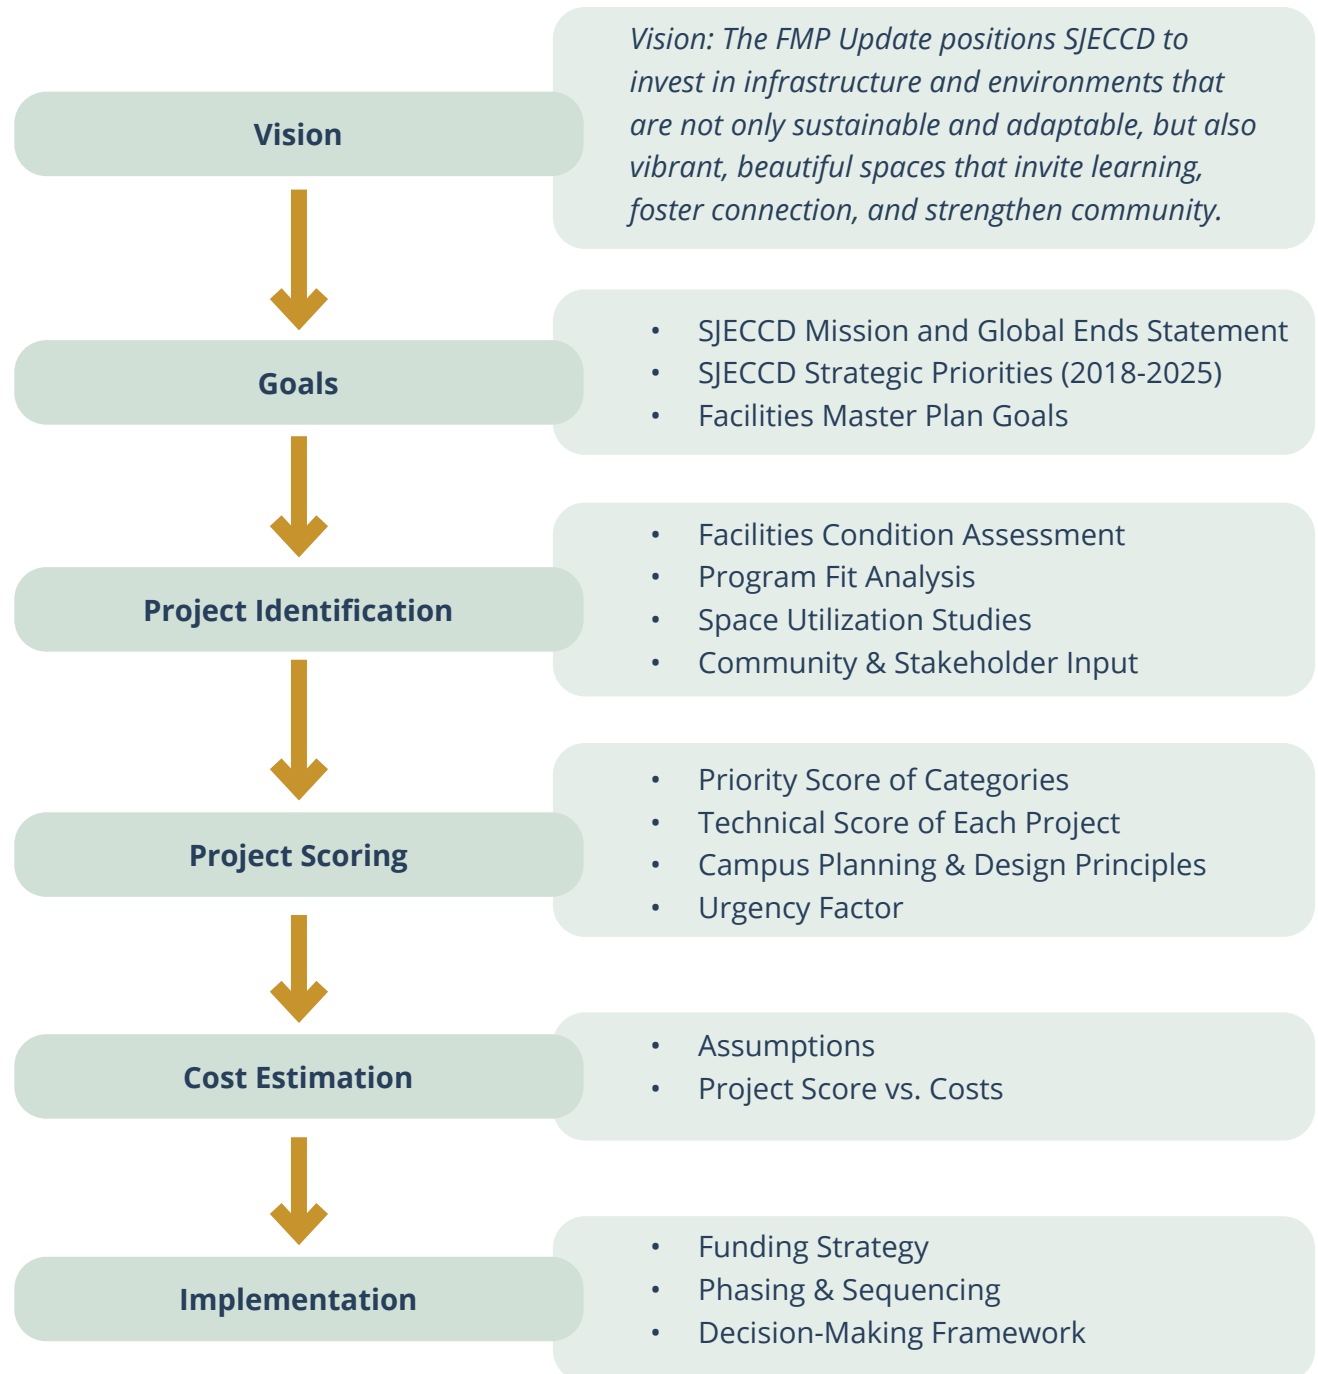 Vision: The FMP Update positions SJECCD to
invest in infrastructure and environments that
are not only sustainable and adaptable, but also
vibrant, beautiful spaces that invite learning,
foster connection, and strengthen community.
Vision
• SJECCD Mission and Global Ends Statement
• SJECCD Strategic Priorities (2018-2025)
• Facilities Master Plan Goals
Goals
• Facilities Condition Assessment
• Program Fit Analysis
• Space Utilization Studies
• Community & Stakeholder Input
Project Identification
• Priority Score of Categories
• Technical Score of Each Project
• Campus Planning & Design Principles
• Urgency Factor
Project Scoring
• Assumptions
• Project Score vs. Costs
Cost Estimation
• Funding Strategy
• Phasing & Sequencing
• Decision-Making Framework
Implementation